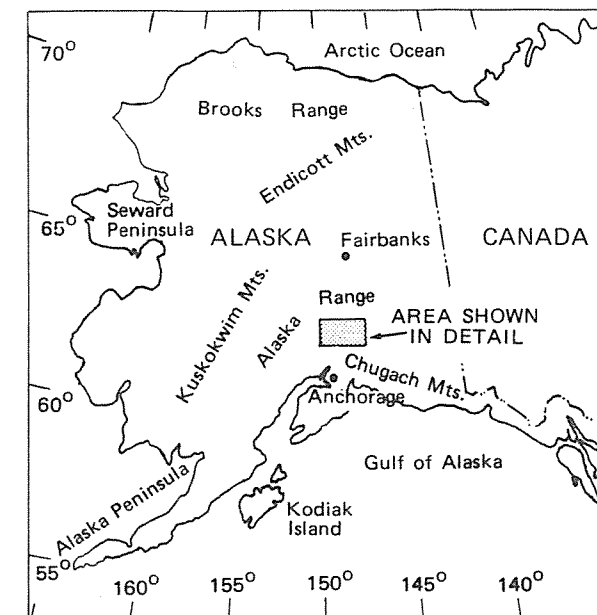 70°
Arctic Ocean
Brooks Range
Endicott Mts.
Seward
Peninsula
65°
ALASKA
Fairbanks
CANADA
Kuskokwim Mts.
Alaska
Range
AREA SHOWN
IN DETAIL
Chugach Mts.
60°
Anchorage
Gulf of Alaska
Alaska Peninsula
Kodiak
Island
55°
160°
155°
150°
145°
140°